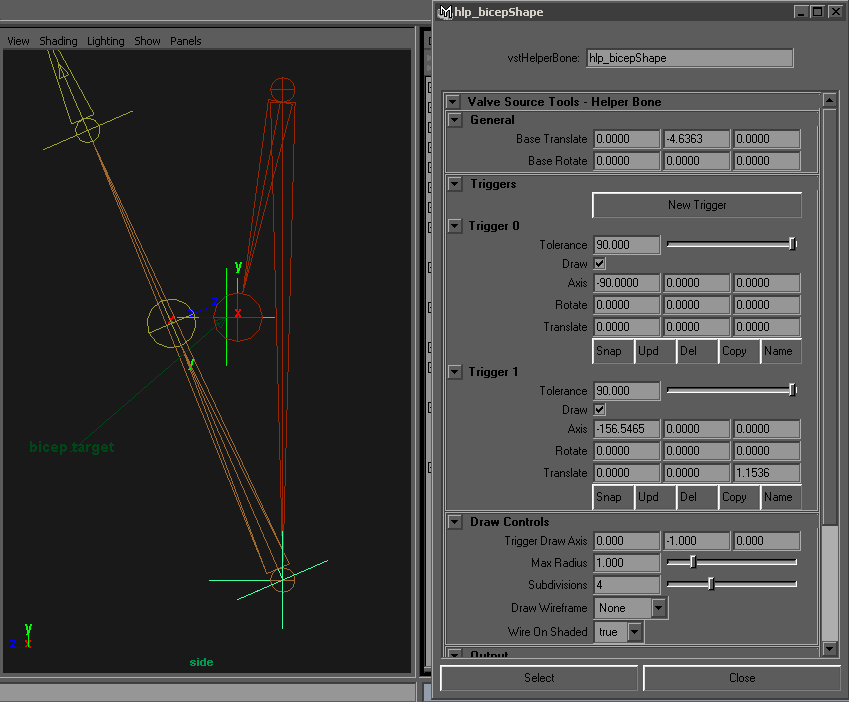 hlp_bicepShape
View Shading Lighting Show Panels
vstHelperBone: hlp_bicepShape
Valve Source Tools - Helper Bone
General
Base Translate 0.0000 -4.6363 0.0000
Base Rotate 0.0000 0.0000 0.0000
Triggers
New Trigger
Trigger 0
Tolerance 90.000
Draw
Axis -90.0000 0.0000 0.0000
Rotate 0.0000 0.0000 0.0000
Translate 0.0000 0.0000 0.0000
Snap Upd Del Copy Name
Trigger 1
Tolerance 90.000
Draw
Axis -156.5465 0.0000 0.0000
Rotate 0.0000 0.0000 0.0000
Translate 0.0000 0.0000 1.1536
Snap Upd Del Copy Name
Draw Controls
Trigger Draw Axis 0.000 -1.000 0.000
Max Radius 1.000
Subdivisions 4
Draw Wireframe None
Wire On Shaded true
Output
Select Close
y
z
x
z
x
y
bicep target
y
z x
side